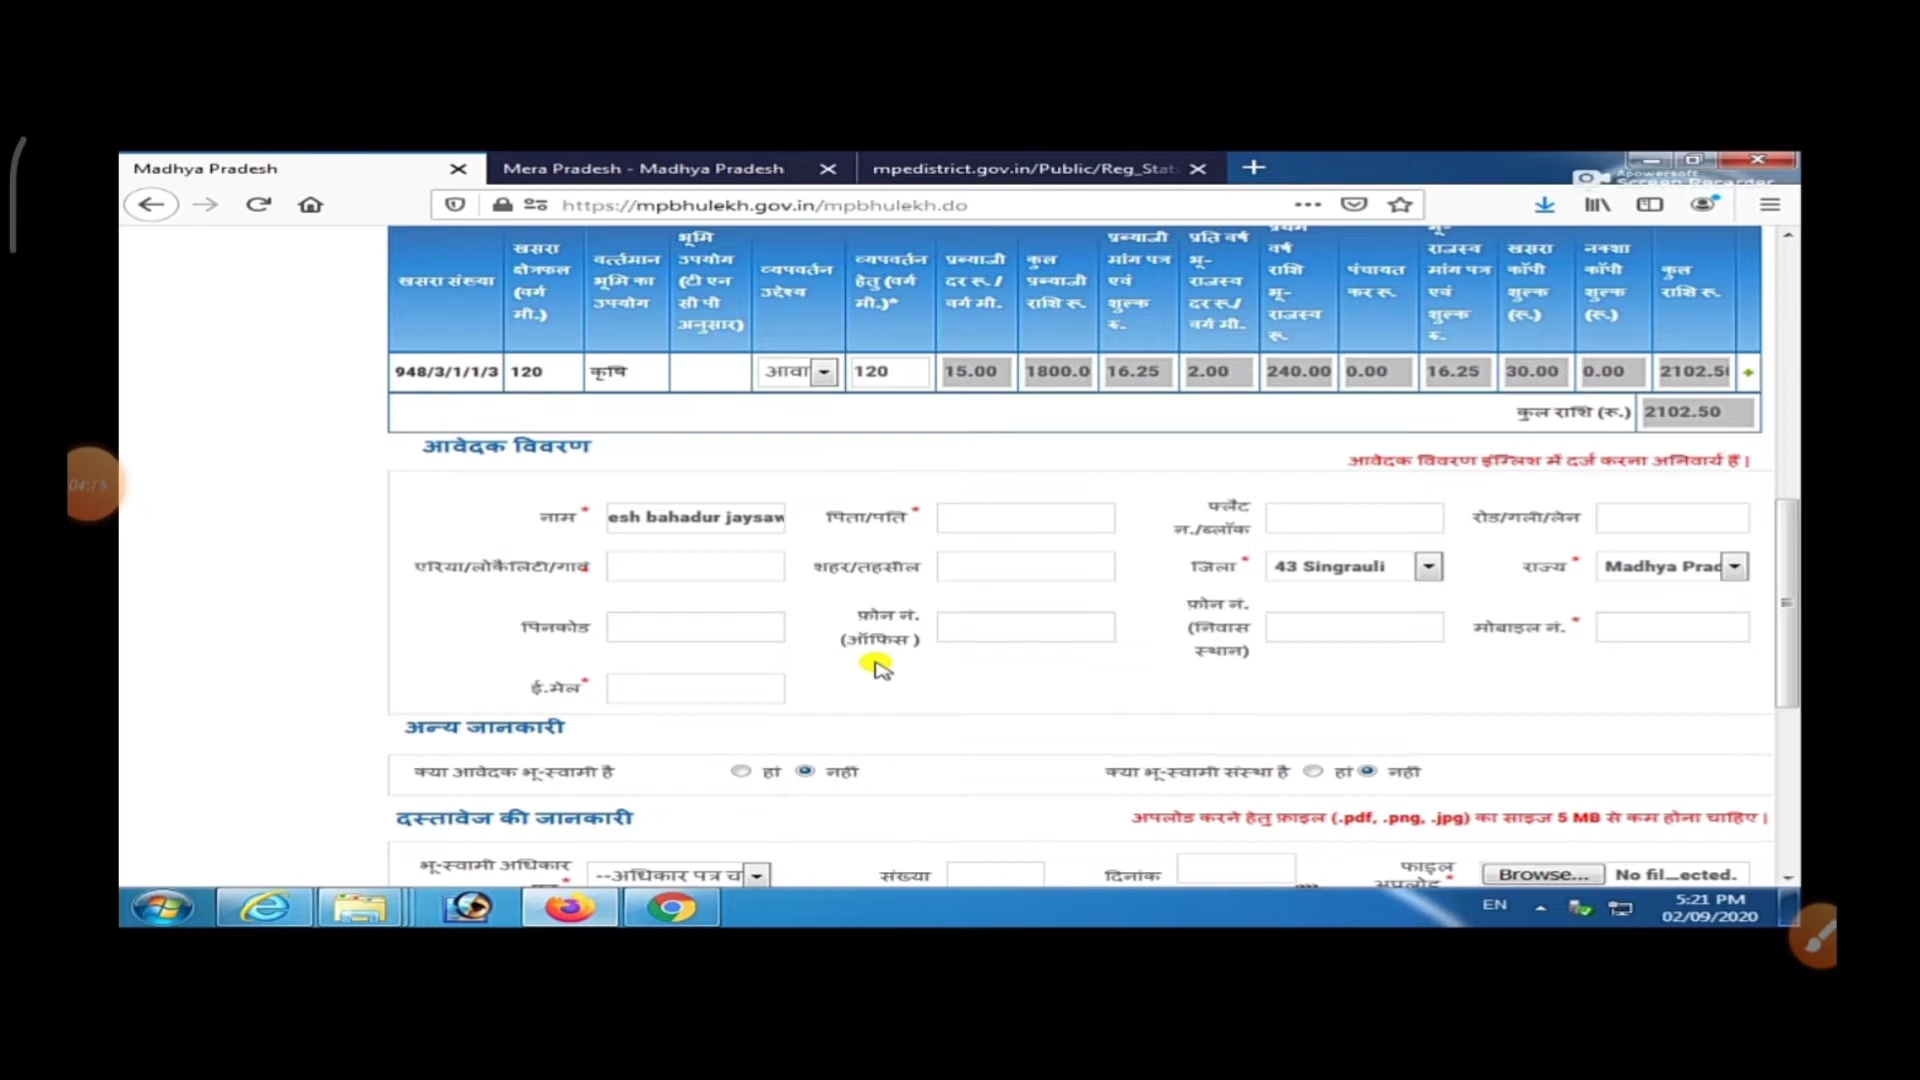 Madhya Pradesh
Mera Pradesh - Madhya Pradesh
mpedistrict.gov.in/Public/Reg_Stat
Apowersoft
Screen Recorder
https://mpbhulekh.gov.in/mpbhulekh.do
खसरा संख्या
खसरा क्षेत्रफल (वर्ग मी.)
वर्तमान भूमि का उपयोग
भूमि उपयोग (टी एन सी पी अनुसार)
व्यपवर्तन उद्देश्य
व्यपवर्तन हेतु (वर्ग मी.)*
प्रब्याजी दर रू./ वर्ग मी.
कुल प्रब्याजी राशि रू.
प्रब्याजी मांग पत्र एवं शुल्क रु.
प्रति वर्ष भू-राजस्व दर रू./ वर्ग मी.
प्रथम वर्ष राशि भू-राजस्व रू.
पंचायत कर रू.
भू-राजस्व मांग पत्र एवं शुल्क रु.
खसरा कॉपी शुल्क (रू.)
नक्शा कॉपी शुल्क (रू.)
कुल राशि रू.
948/3/1/1/3 120 कृषि आवा 120 15.00 1800.0 16.25 2.00 240.00 0.00 16.25 30.00 0.00 2102.5
कुल राशि (रू.) 2102.50
आवेदक विवरण
आवेदक विवरण इंग्लिश में दर्ज करना अनिवार्य हैं |
नाम * esh bahadur jaysaw पिता/पति * फ्लैट न./ब्लॉक रोड/गली/लेन
एरिया/लोकैलिटी/गावं शहर/तहसील जिला * 43 Singrauli राज्य * Madhya Prad
पिनकोड फ़ोन नं. (ऑफिस ) फ़ोन नं. (निवास स्थान) मोबाइल नं. *
ई.मेल *
अन्य जानकारी
क्या आवेदक भू-स्वामी है हां नहीं क्या भू-स्वामी संस्था है हां नहीं
दस्तावेज की जानकारी
अपलोड करने हेतु फ़ाइल (.pdf, .png, .jpg) का साइज 5 MB से कम होना चाहिए |
भू-स्वामी अधिकार --अधिकार पत्र च संख्या दिनांक फाइल अपलोड * Browse... No fil...ected.
EN
5:21 PM
02/09/2020